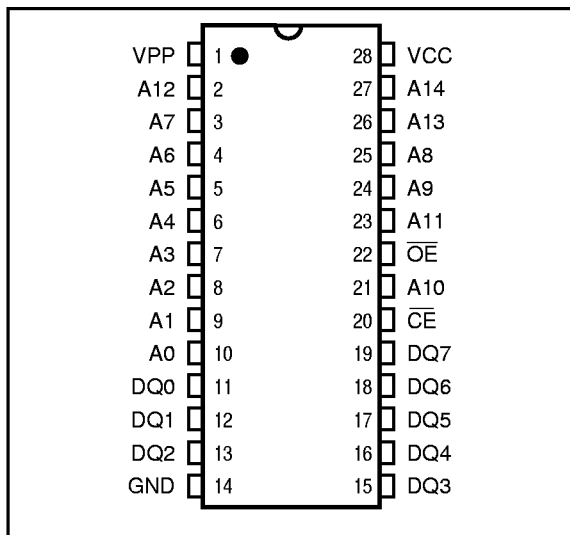 VPP 1 28 VCC
A12 2 27 A14
A7 3 26 A13
A6 4 25 A8
A5 5 24 A9
A4 6 23 A11
A3 7 22 O̅E̅
A2 8 21 A10
A1 9 20 C̅E̅
A0 10 19 DQ7
DQ0 11 18 DQ6
DQ1 12 17 DQ5
DQ2 13 16 DQ4
GND 14 15 DQ3